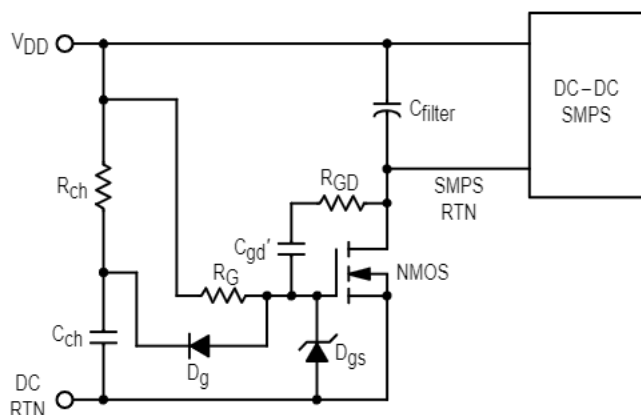 VDD
DC–DC
SMPS
Cfilter
Rch
RGD
SMPS
RTN
Cgd′
NMOS
RG
Cch
Dg
Dgs
DC
RTN